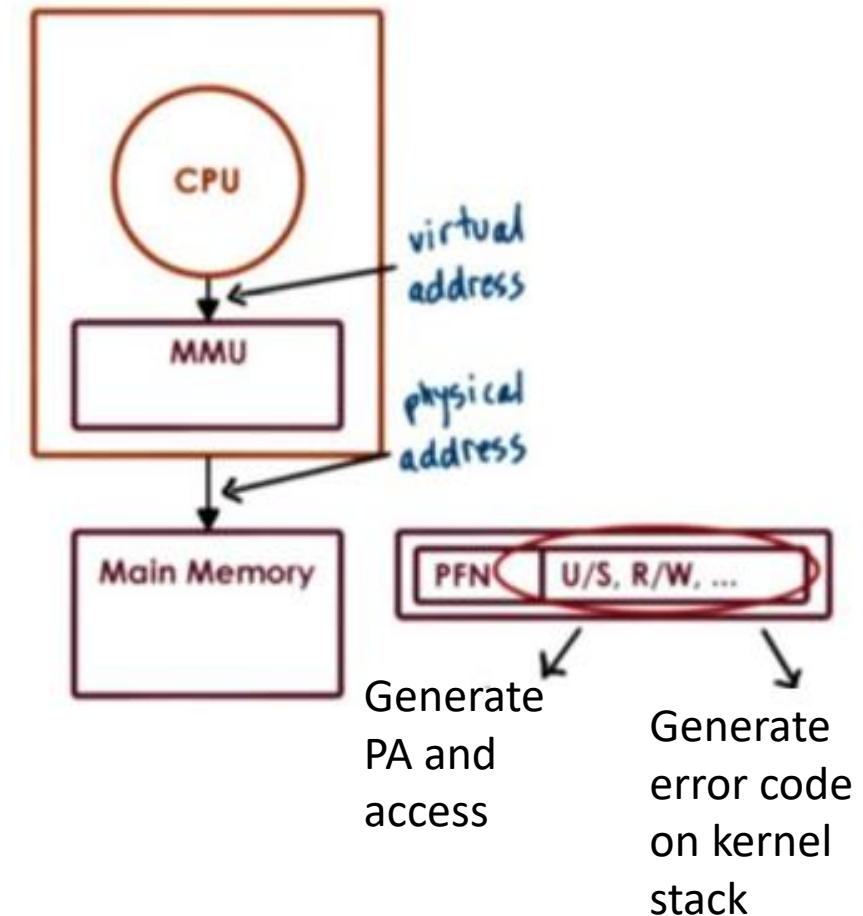 CPU
virtual
address
MMU
physical
address
Main Memory
PFN U/S, R/W, ...
Generate
PA and
access
Generate
error code
on kernel
stack